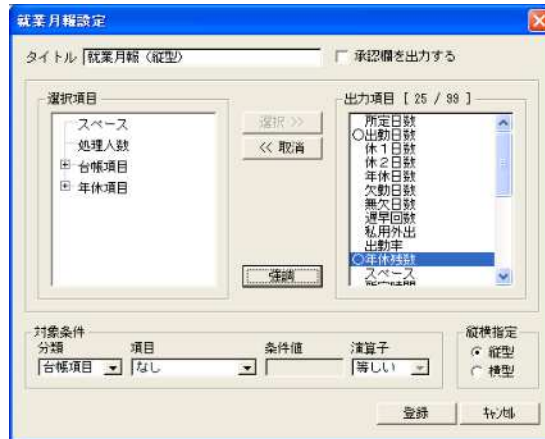 就業月報設定
タイトル 就業月報（縦型） 承認欄を出力する
選択項目
スペース
処理人数
台帳項目
年休項目
選択 >>
<< 取消
強調
出力項目 [ 25 / 99 ]
所定日数
○出勤日数
休１日数
休２日数
年休日数
欠勤日数
無欠日数
遅早回数
私用外出
出勤率
○年休残数
スペース
所定時間
対象条件
分類 項目 条件値 演算子
台帳項目 なし 等しい
縦横指定
縦型
横型
登録 ｷｬﾝｾﾙ